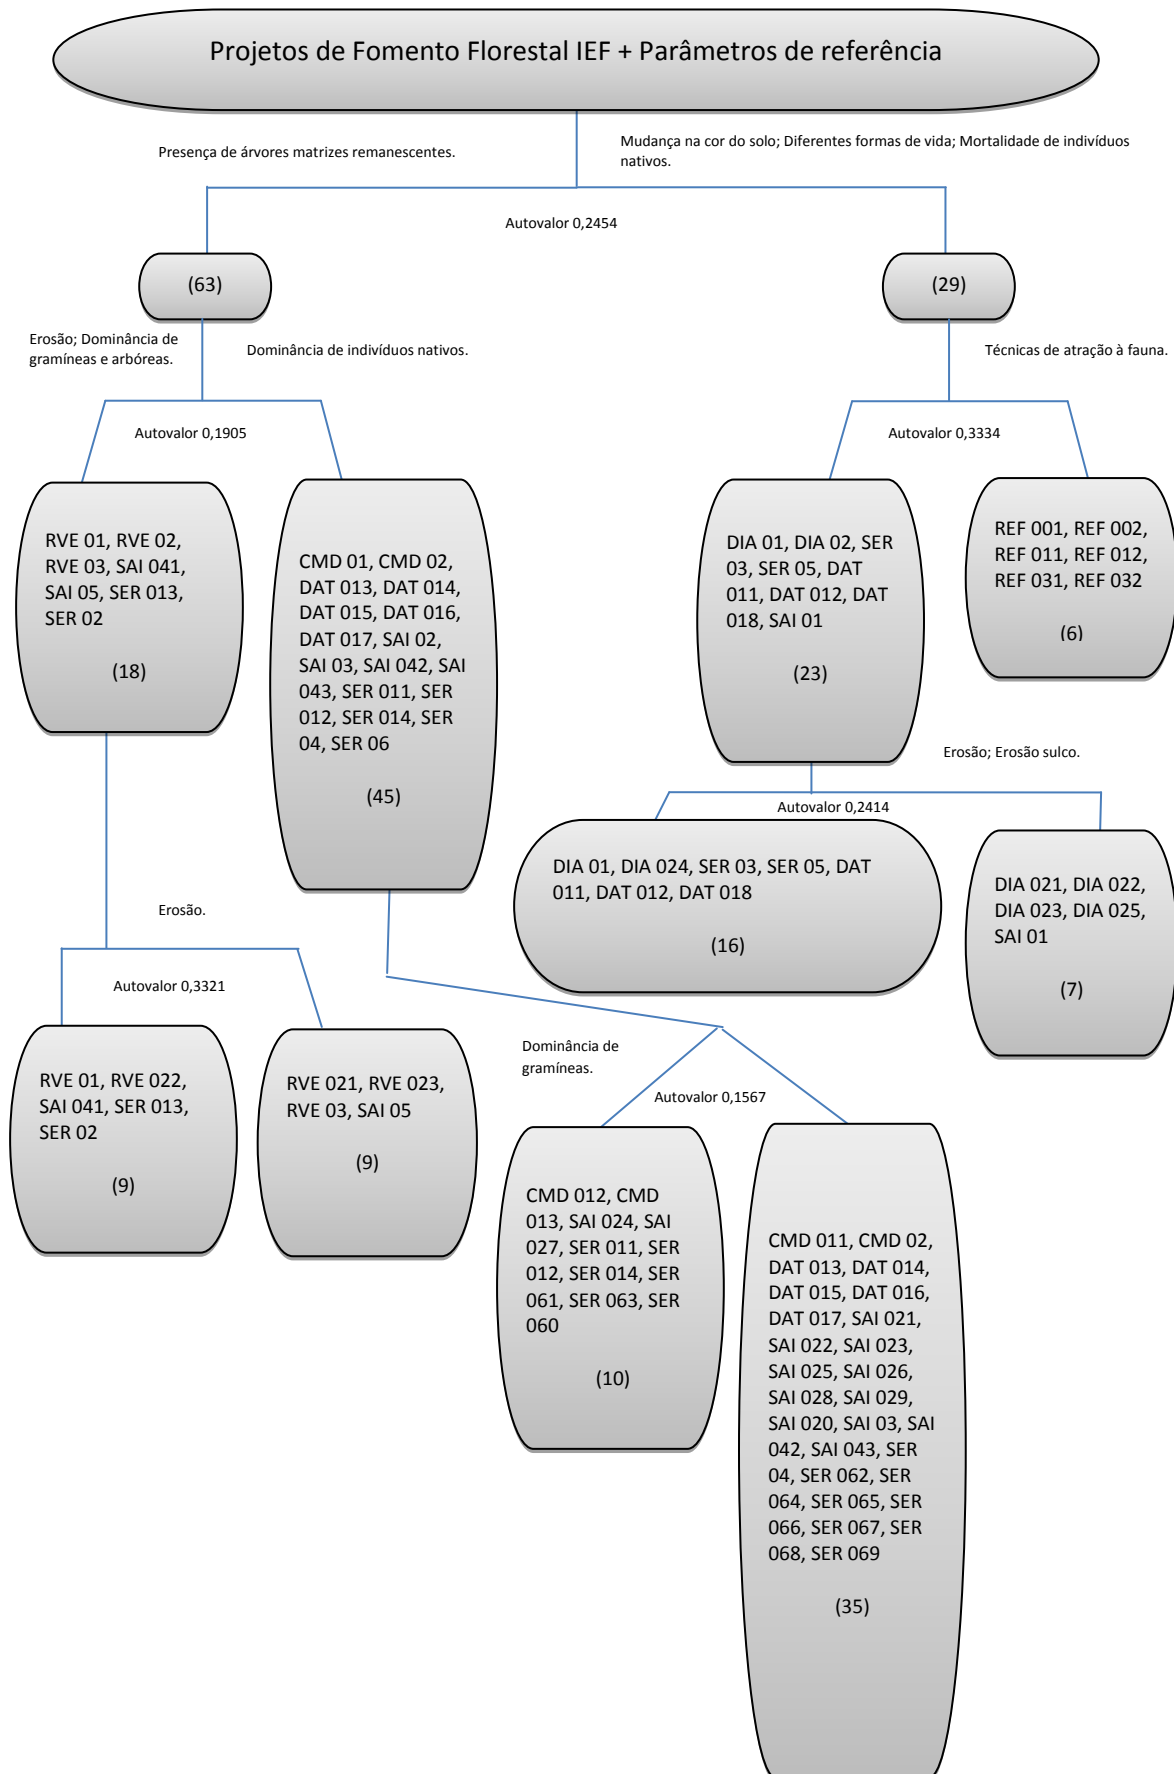 Projetos de Fomento Florestal IEF + Parâmetros de referência
Presença de árvores matrizes remanescentes.
Mudança na cor do solo; Diferentes formas de vida; Mortalidade de indivíduos
nativos.
Autovalor 0,2454
(63)
(29)
Erosão; Dominância de
gramíneas e arbóreas.
Dominância de indivíduos nativos.
Técnicas de atração à fauna.
Autovalor 0,1905
Autovalor 0,3334
RVE 01, RVE 02,
RVE 03, SAI 041,
SAI 05, SER 013,
SER 02
(18)
CMD 01, CMD 02,
DAT 013, DAT 014,
DAT 015, DAT 016,
DAT 017, SAI 02,
SAI 03, SAI 042, SAI
043, SER 011, SER
012, SER 014, SER
04, SER 06
(45)
DIA 01, DIA 02, SER
03, SER 05, DAT
011, DAT 012, DAT
018, SAI 01
(23)
REF 001, REF 002,
REF 011, REF 012,
REF 031, REF 032
(6)
Erosão; Erosão sulco.
Autovalor 0,2414
DIA 01, DIA 024, SER 03, SER 05, DAT
011, DAT 012, DAT 018
(16)
DIA 021, DIA 022,
DIA 023, DIA 025,
SAI 01
(7)
Erosão.
Autovalor 0,3321
RVE 01, RVE 022,
SAI 041, SER 013,
SER 02
(9)
RVE 021, RVE 023,
RVE 03, SAI 05
(9)
Dominância de
gramíneas.
Autovalor 0,1567
CMD 012, CMD
013, SAI 024, SAI
027, SER 011, SER
012, SER 014, SER
061, SER 063, SER
060
(10)
CMD 011, CMD 02,
DAT 013, DAT 014,
DAT 015, DAT 016,
DAT 017, SAI 021,
SAI 022, SAI 023,
SAI 025, SAI 026,
SAI 028, SAI 029,
SAI 020, SAI 03, SAI
042, SAI 043, SER
04, SER 062, SER
064, SER 065, SER
066, SER 067, SER
068, SER 069
(35)